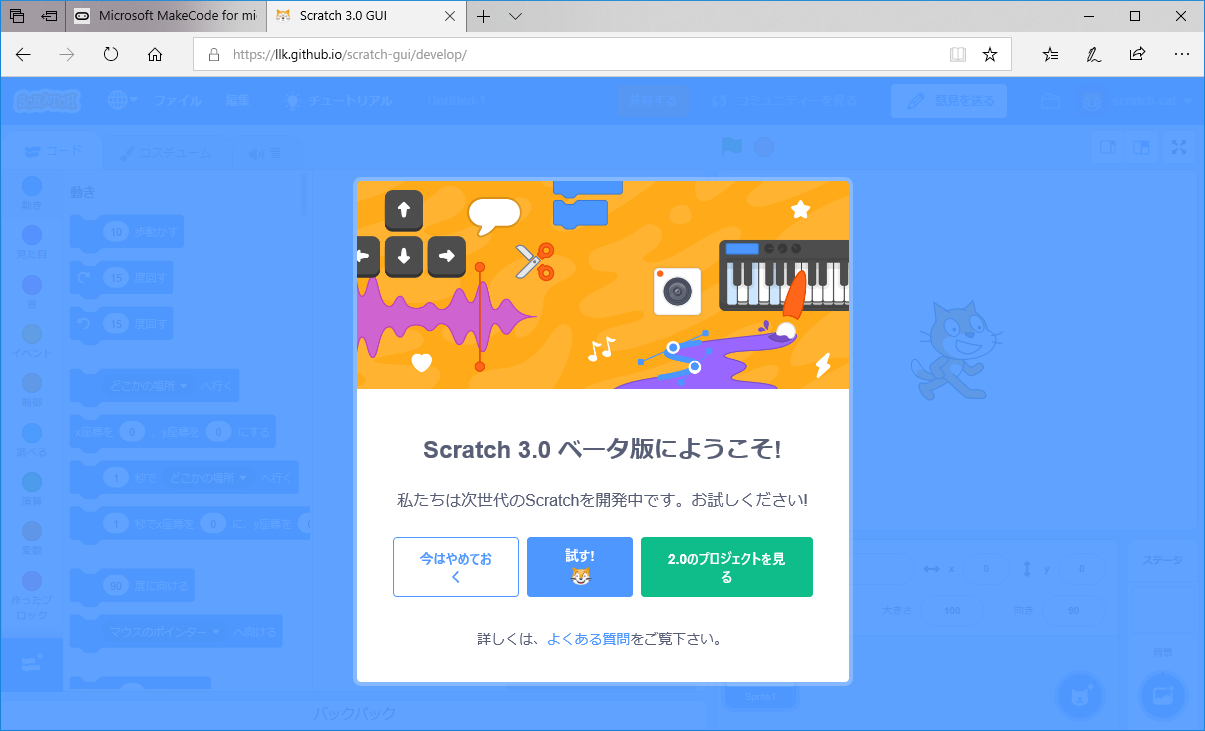 Microsoft MakeCode for mi
Scratch 3.0 GUI
https://llk.github.io/scratch-gui/develop/
SCRATCH
ファイル
編集
チュートリアル
Untitled-1
共有する
コミュニティーを見る
意見を送る
scratch-cat
コード
コスチューム
音
動き
動き
見た目
音
イベント
制御
調べる
演算
変数
作ったブロック
10 歩動かす
15 度回す
15 度回す
どこかの場所 へ行く
x座標を 0 、y座標を 0 にする
1 秒で どこかの場所 へ行く
1 秒でx座標を 0 に、y座標を
90 度に向ける
マウスのポインター へ向ける
Scratch 3.0 ベータ版にようこそ!
私たちは次世代のScratchを開発中です。お試しください!
今はやめておく
試す!
2.0のプロジェクトを見る
詳しくは、よくある質問をご覧下さい。
x 0
y 0
大きさ 100
向き 90
ステージ
背景
Sprite1
バックパック